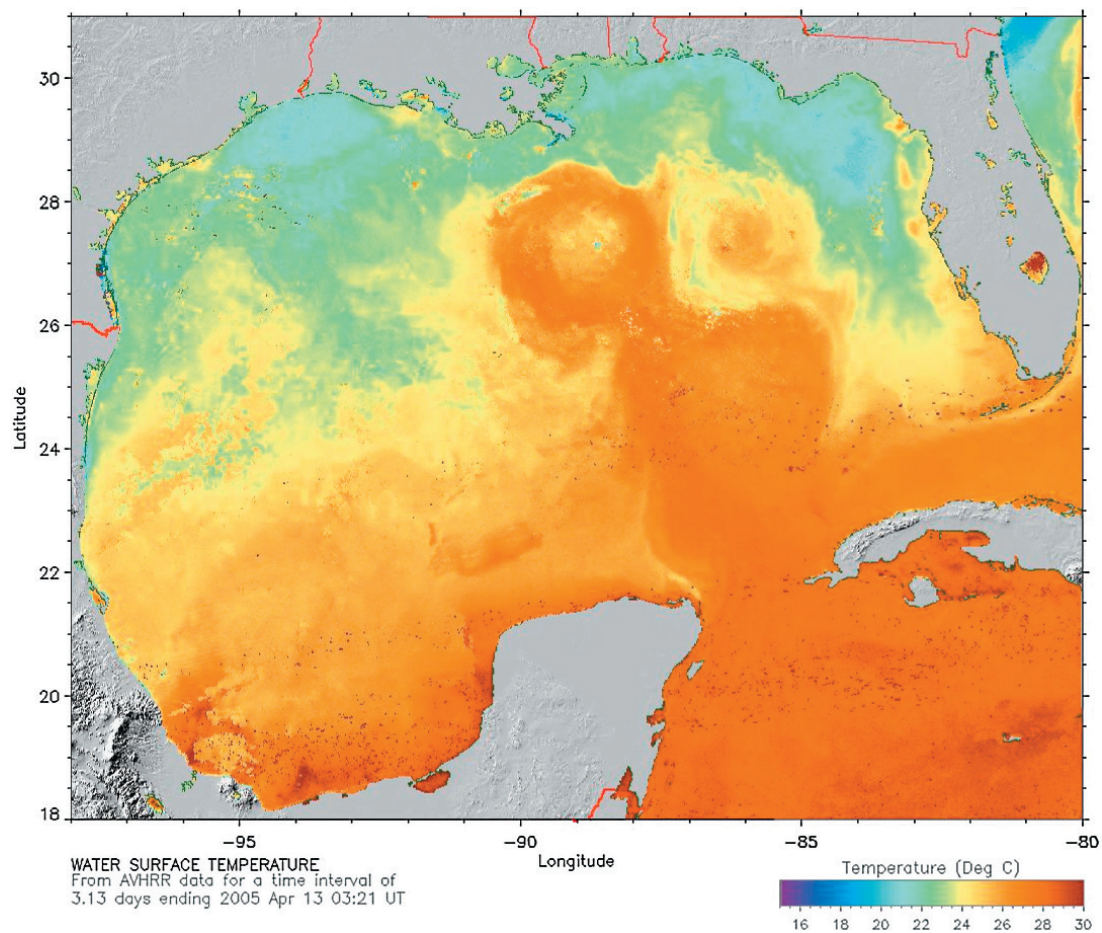 30
28
26
24
22
20
18
Latitude
-95
-90
-85
-80
Longitude
WATER SURFACE TEMPERATURE
From AVHRR data for a time interval of
3.13 days ending 2005 Apr 13 03:21 UT
Temperature (Deg C)
16 18 20 22 24 26 28 30